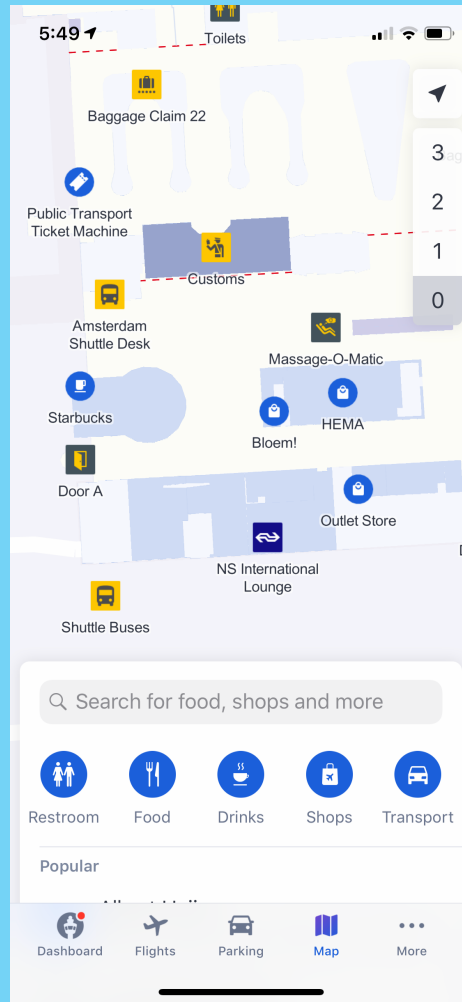 5:49
Toilets
Baggage Claim 22
3
2
Public Transport
Ticket Machine
1
Customs
0
Amsterdam
Shuttle Desk
Massage-O-Matic
Starbucks
HEMA
Bloem!
Door A
Outlet Store
NS International
Lounge
Shuttle Buses
Search for food, shops and more
Restroom Food Drinks Shops Transport
Popular
Dashboard Flights Parking Map More